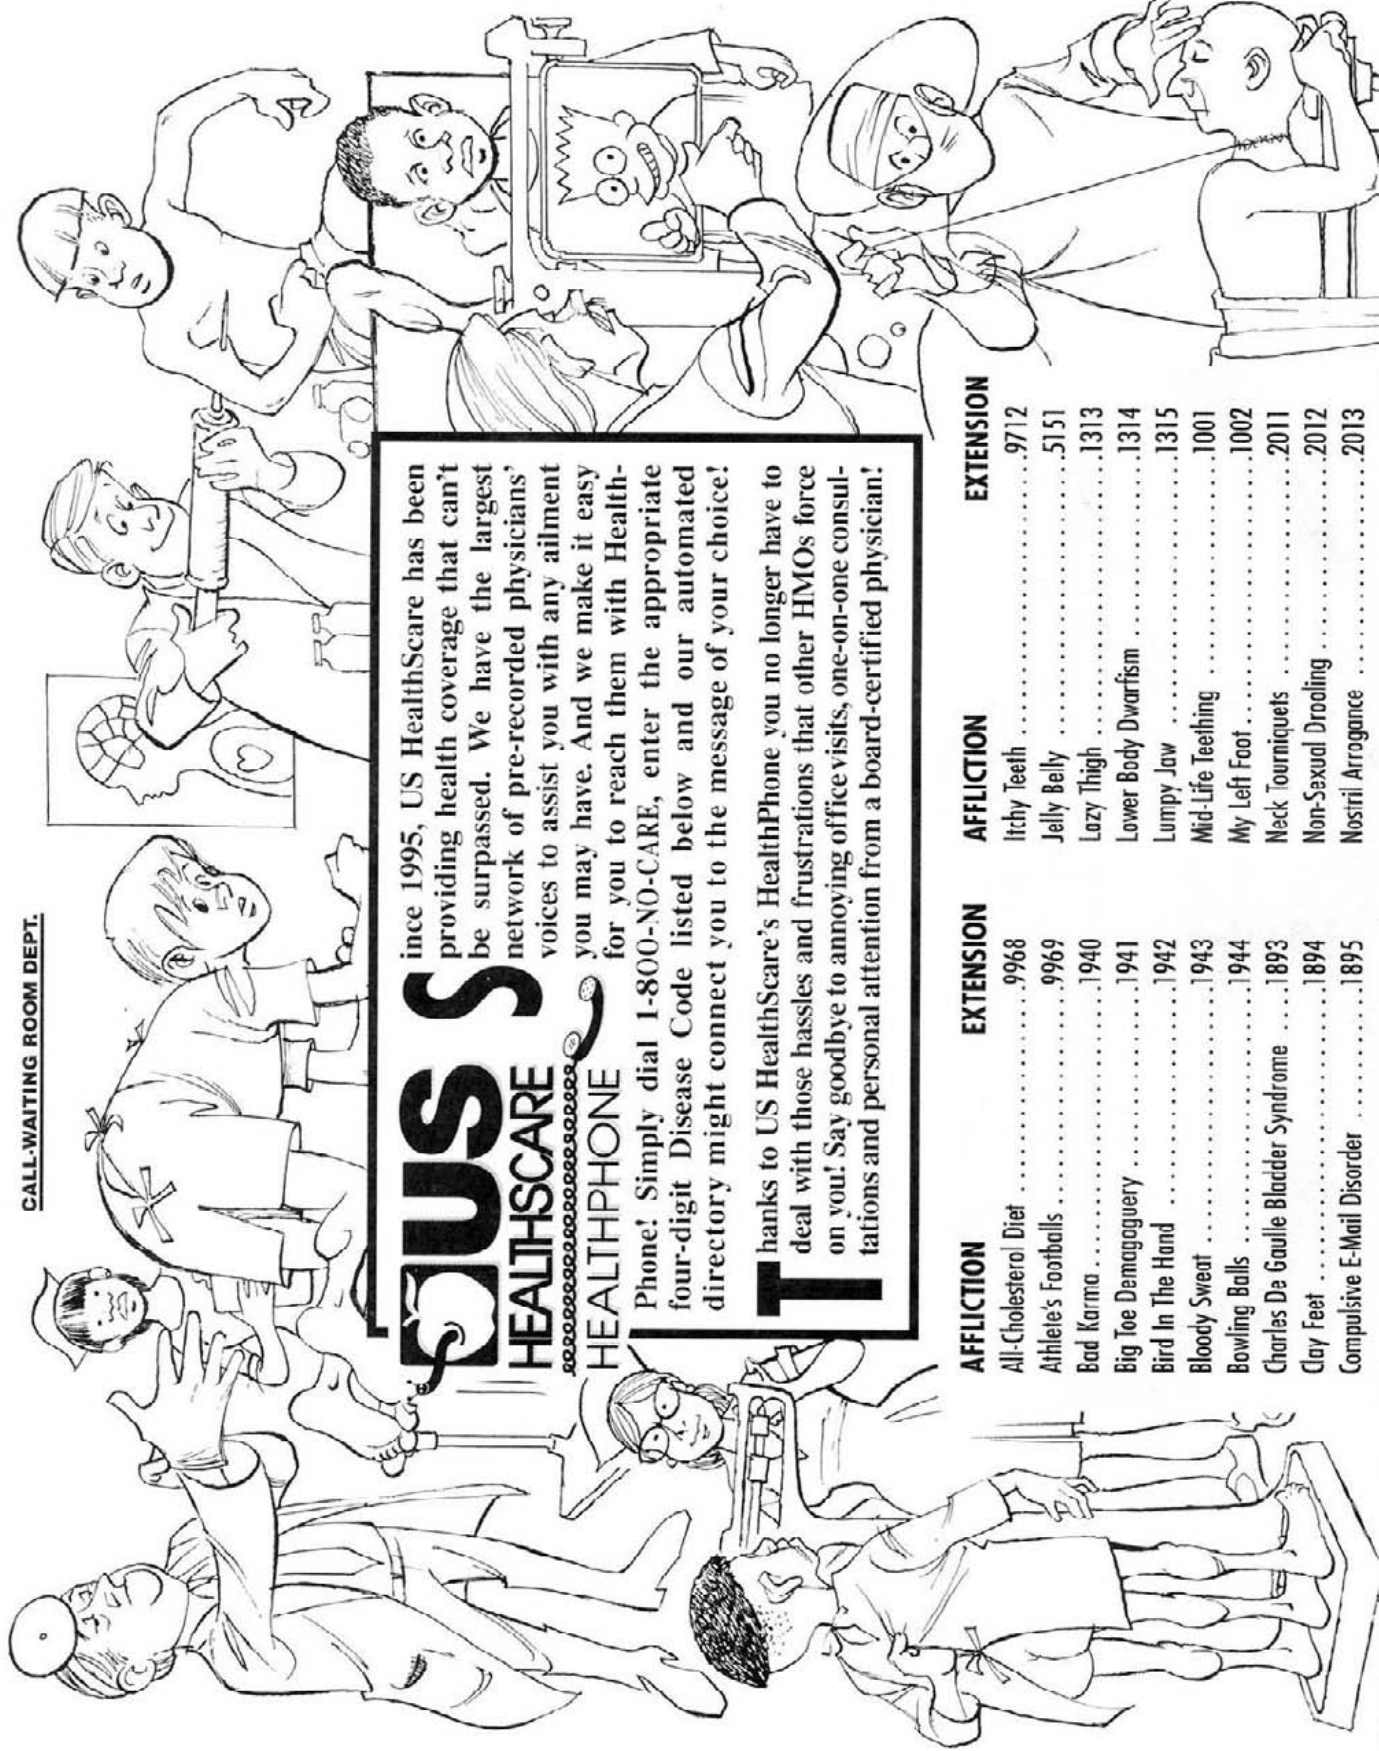 CALL-WAITING ROOM DEPT.
US
HEALTHSCARE
HEALTHPHONE
Since 1995, US HealthScare has been
providing health coverage that can't
be surpassed. We have the largest
network of pre-recorded physicians'
voices to assist you with any ailment
you may have. And we make it easy
for you to reach them with Health-
Phone! Simply dial 1-800-NO-CARE, enter the appropriate
four-digit Disease Code listed below and our automated
directory might connect you to the message of your choice!
Thanks to US HealthScare's HealthPhone you no longer have to
deal with those hassles and frustrations that other HMOs force
on you! Say goodbye to annoying office visits, one-on-one consul-
tations and personal attention from a board-certified physician!
AFFLICTION EXTENSION
All-Cholesterol Diet . . . . . 9968
Athlete's Footballs . . . . . 9969
Bad Karma . . . . . 1940
Big Toe Demagoguery . . . . . 1941
Bird In The Hand . . . . . 1942
Bloody Sweat . . . . . 1943
Bowling Balls . . . . . 1944
Charles De Gaulle Bladder Syndrome . . . 1893
Clay Feet . . . . . 1894
Compulsive E-Mail Disorder . . . . . 1895
AFFLICTION EXTENSION
Itchy Teeth . . . . . 9712
Jelly Belly . . . . . 5151
Lazy Thigh . . . . . 1313
Lower Body Dwarfism . . . . . 1314
Lumpy Jaw . . . . . 1315
Mid-Life Teething . . . . . 1001
My Left Foot . . . . . 1002
Neck Tourniquets . . . . . 2011
Non-Sexual Drooling . . . . . 2012
Nostril Arrogance . . . . . 2013